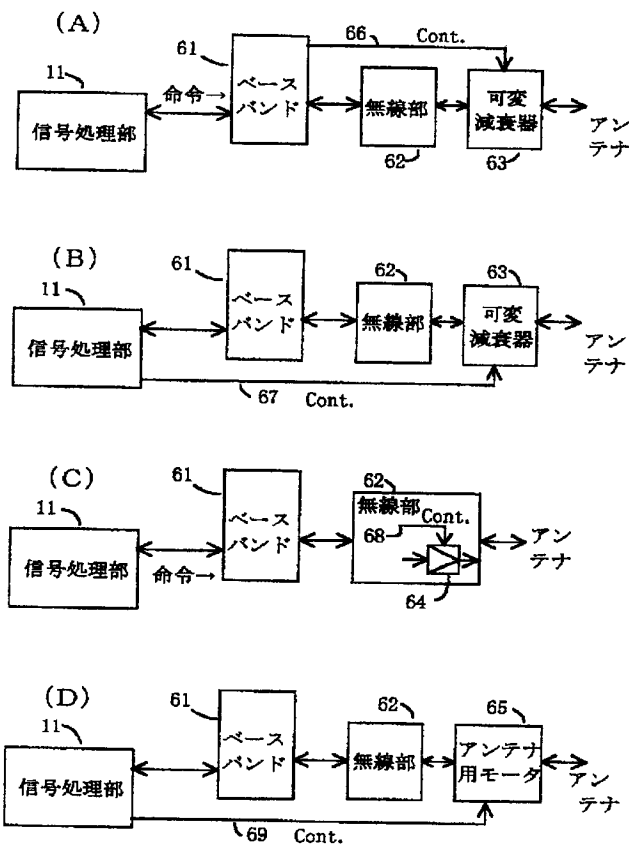 (A)
61
66
Cont.
11
命令→
ベース
バンド
無線部
可変
減衰器
信号処理部
62
63
アン
テナ
(B)
61
62
63
11
ベース
バンド
無線部
可変
減衰器
信号処理部
アン
テナ
67
Cont.
(C)
61
62
11
無線部
ベース
バンド
68
Cont.
アン
テナ
信号処理部
命令→
64
(D)
61
62
65
11
ベース
バンド
無線部
アンテナ
用モータ
信号処理部
アン
テナ
69
Cont.